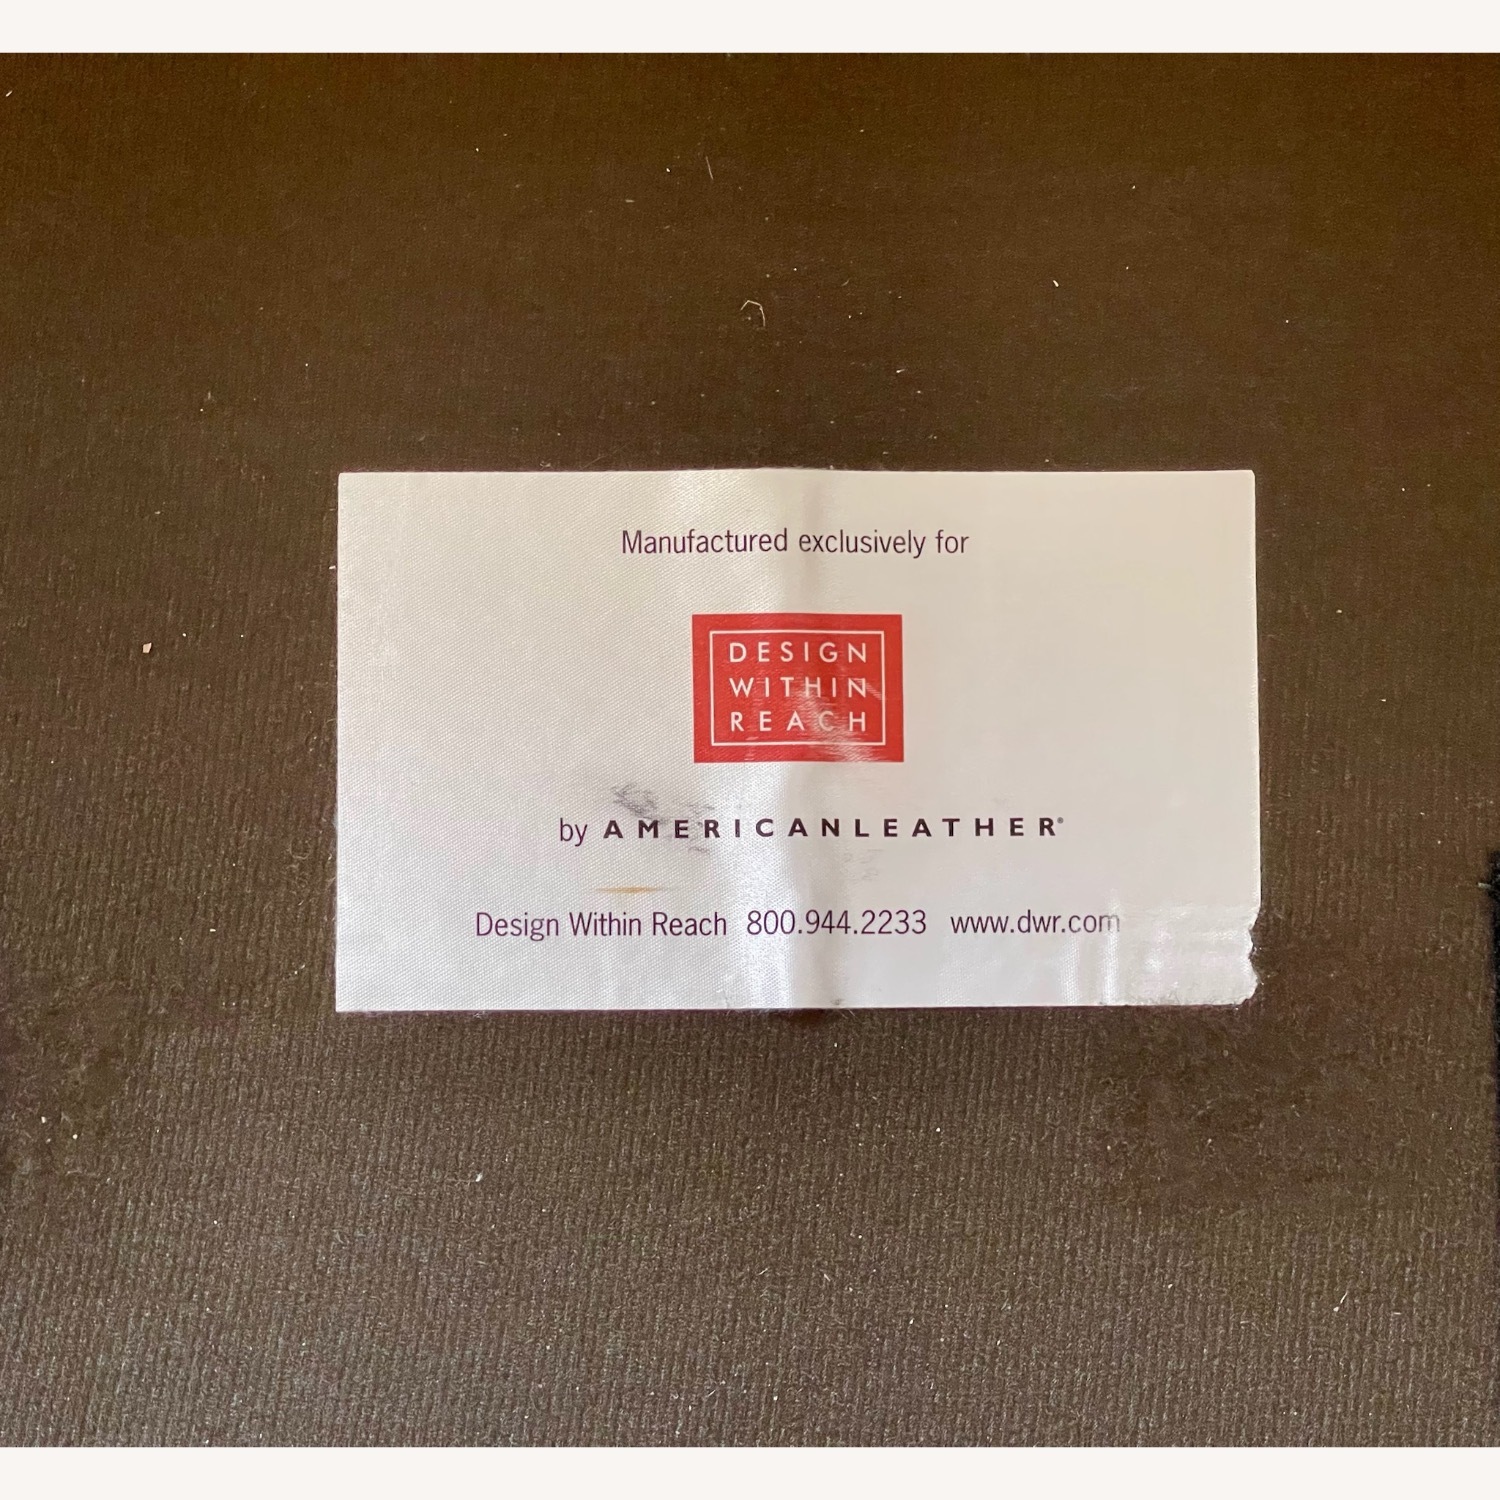 Manufactured exclusively for
DESIGN
WITHIN
REACH
by AMERICANLEATHER®
Design Within Reach 800.944.2233 www.dwr.com